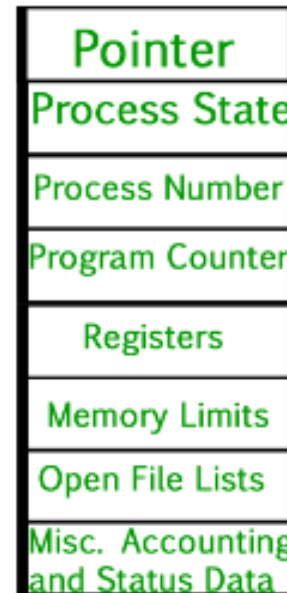 Pointer
Process State
Process Number
Program Counter
Registers
Memory Limits
Open File Lists
Misc. Accounting
and Status Data